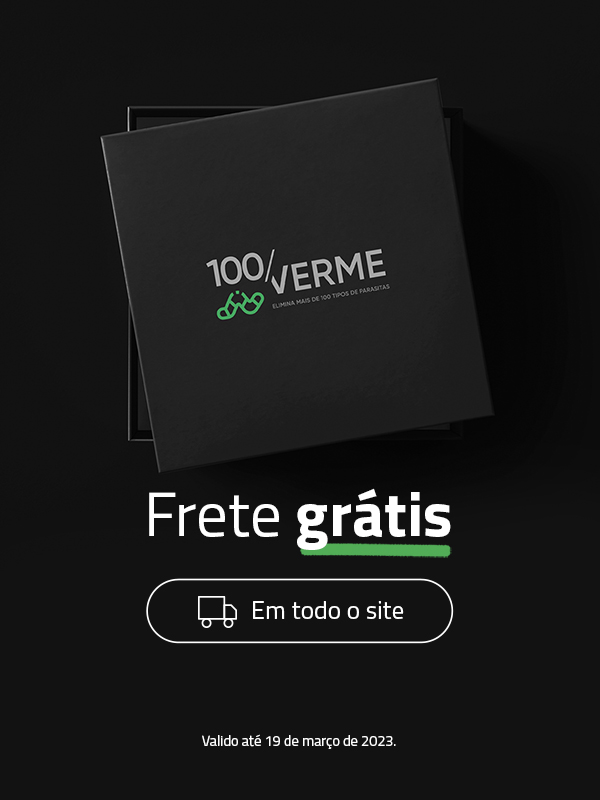 100/VERME
ELIMINA MAIS DE 100 TIPOS DE PARASITAS
Frete grátis
Em todo o site
Valido até 19 de março de 2023.